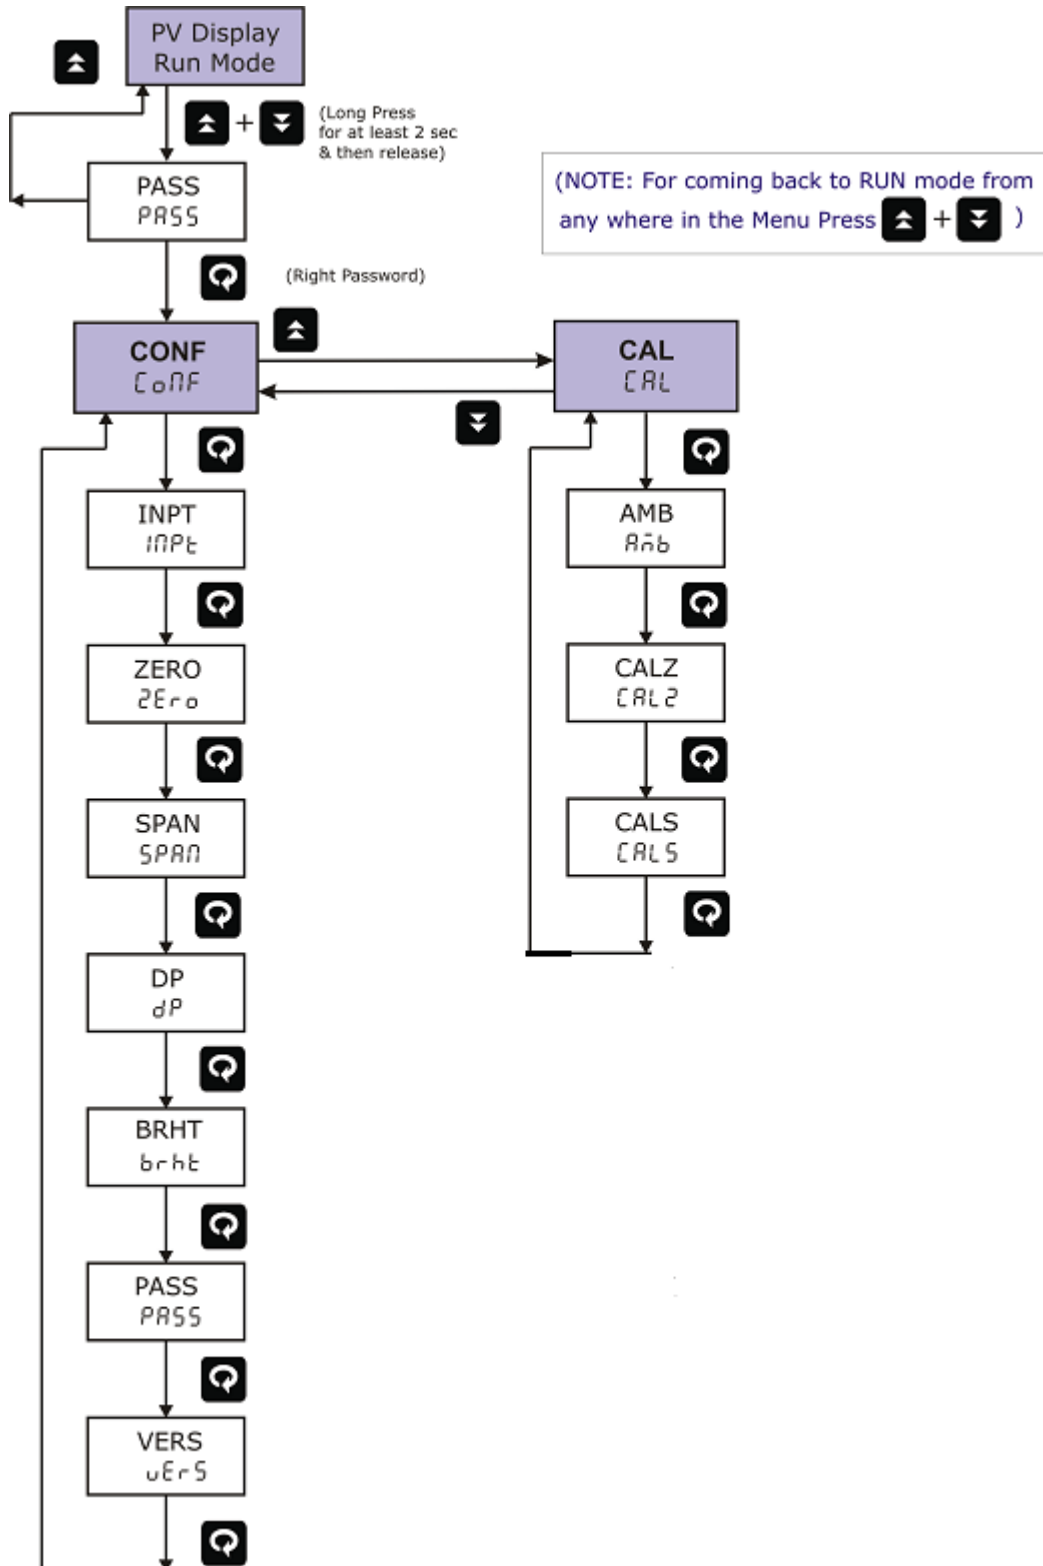 PV Display
Run Mode
+
(Long Press
for at least 2 sec
& then release)
PASS
PASS
(NOTE: For coming back to RUN mode from
any where in the Menu Press + )
(Right Password)
CONF
CoNF
CAL
CAL
INPT
INPt
AMB
Amb
ZERO
ZEro
CALZ
CALZ
SPAN
SPAN
CALS
CALS
DP
dP
BRHT
brht
PASS
PASS
VERS
vErS